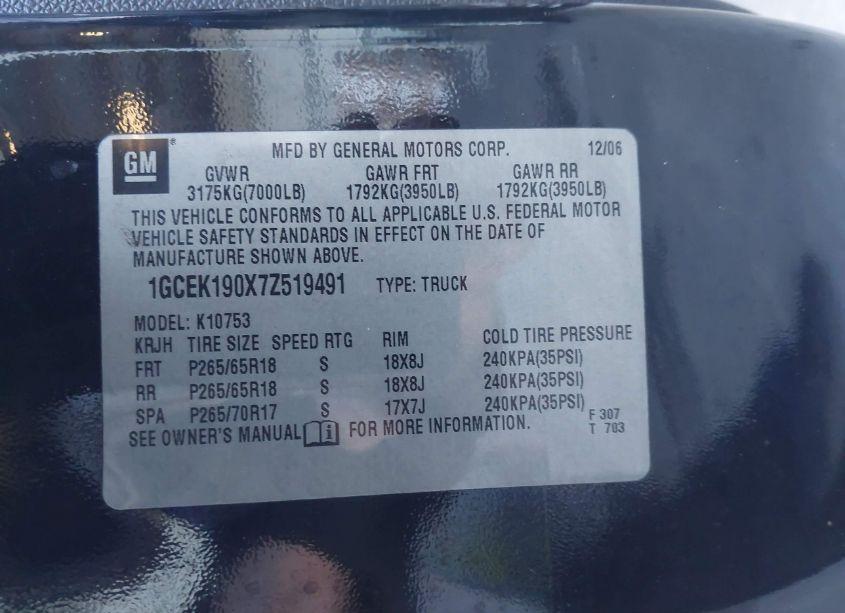 GM ® MFD BY GENERAL MOTORS CORP. 12/06
GVWR GAWR FRT GAWR RR
3175KG(7000LB) 1792KG(3950LB) 1792KG(3950LB)
THIS VEHICLE CONFORMS TO ALL APPLICABLE U.S. FEDERAL MOTOR
VEHICLE SAFETY STANDARDS IN EFFECT ON THE DATE OF
MANUFACTURE SHOWN ABOVE.
1GCEK190X7Z519491 TYPE: TRUCK
MODEL: K10753
KRJH TIRE SIZE SPEED RTG RIM COLD TIRE PRESSURE
FRT P265/65R18 S 18X8J 240KPA(35PSI)
RR P265/65R18 S 18X8J 240KPA(35PSI)
SPA P265/70R17 S 17X7J 240KPA(35PSI)
SEE OWNER'S MANUAL i FOR MORE INFORMATION. F 307
T 703